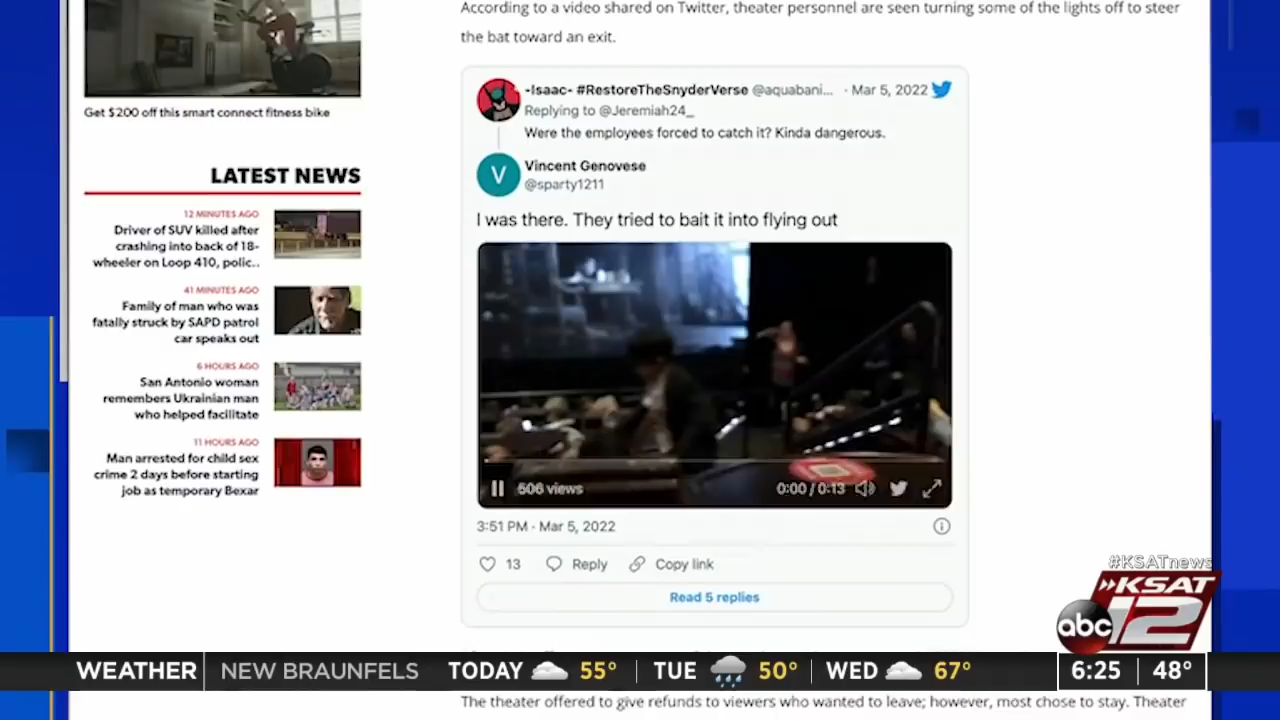 According to a video shared on Twitter, theater personnel are seen turning some of the lights off to steer
the bat toward an exit.
Get $200 off this smart connect fitness bike
LATEST NEWS
12 MINUTES AGO
Driver of SUV killed after
crashing into back of 18-
wheeler on Loop 410, polic..
41 MINUTES AGO
Family of man who was
fatally struck by SAPD patrol
car speaks out
6 HOURS AGO
San Antonio woman
remembers Ukrainian man
who helped facilitate
11 HOURS AGO
Man arrested for child sex
crime 2 days before starting
job as temporary Bexar
-Isaac- #RestoreTheSnyderVerse @aquabani... · Mar 5, 2022
Replying to @Jeremiah24_
Were the employees forced to catch it? Kinda dangerous.
V
Vincent Genovese
@sparty1211
I was there. They tried to bait it into flying out
506 views
0:00 / 0:13
3:51 PM · Mar 5, 2022
13 Reply Copy link
Read 5 replies
#KSATnews
KSAT
abc 12
WEATHER NEW BRAUNFELS TODAY 55° TUE 50° WED 67° 6:25 48°
The theater offered to give refunds to viewers who wanted to leave; however, most chose to stay. Theater